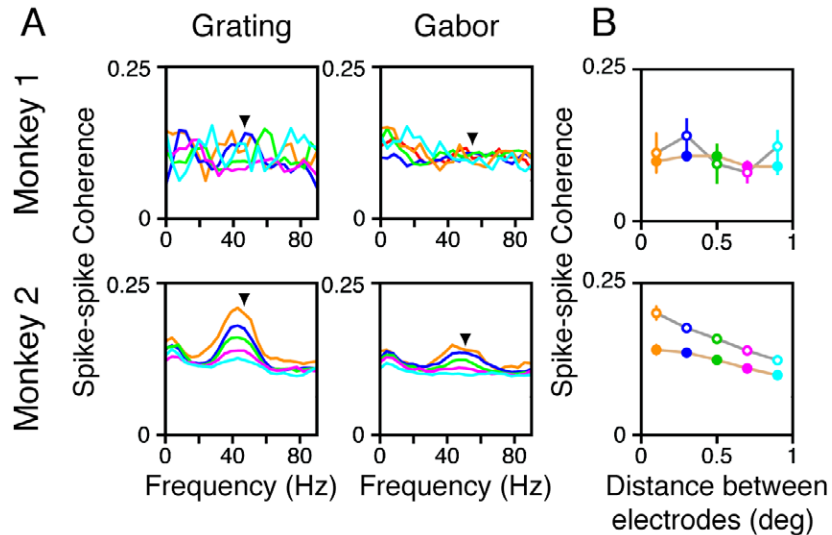 A
Grating
Gabor
B
Monkey 1
Spike-spike Coherence
0.25
0
0 40 80
0.25
0
0 40 80
Spike-spike Coherence
0.25
0
0 0.5 1
Monkey 2
0.25
0
0 40 80
0.25
0
0 40 80
0.25
0
0 0.5 1
Frequency (Hz)
Frequency (Hz)
Distance between
electrodes (deg)